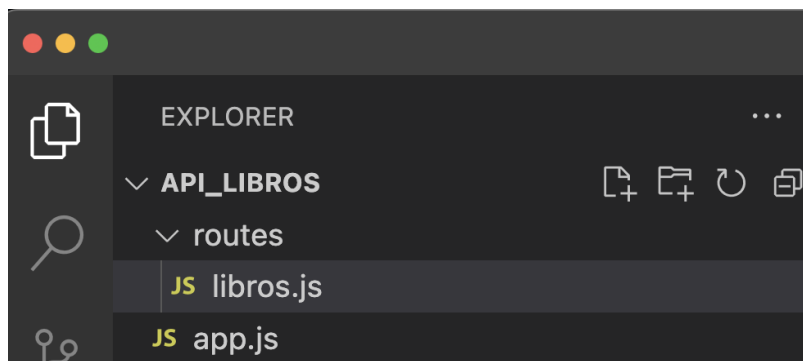 EXPLORER
API_LIBROS
routes
JS libros.js
JS app.js